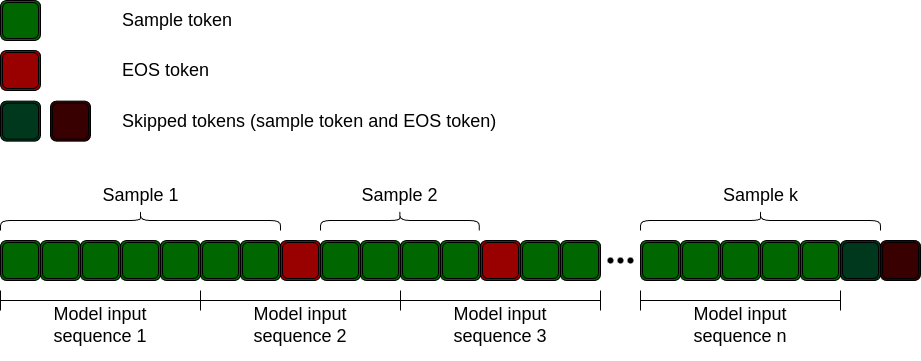 Sample token
EOS token
Skipped tokens (sample token and EOS token)
Sample 1
Sample 2
Sample k
Model input
sequence 1
Model input
sequence 2
Model input
sequence 3
Model input
sequence n